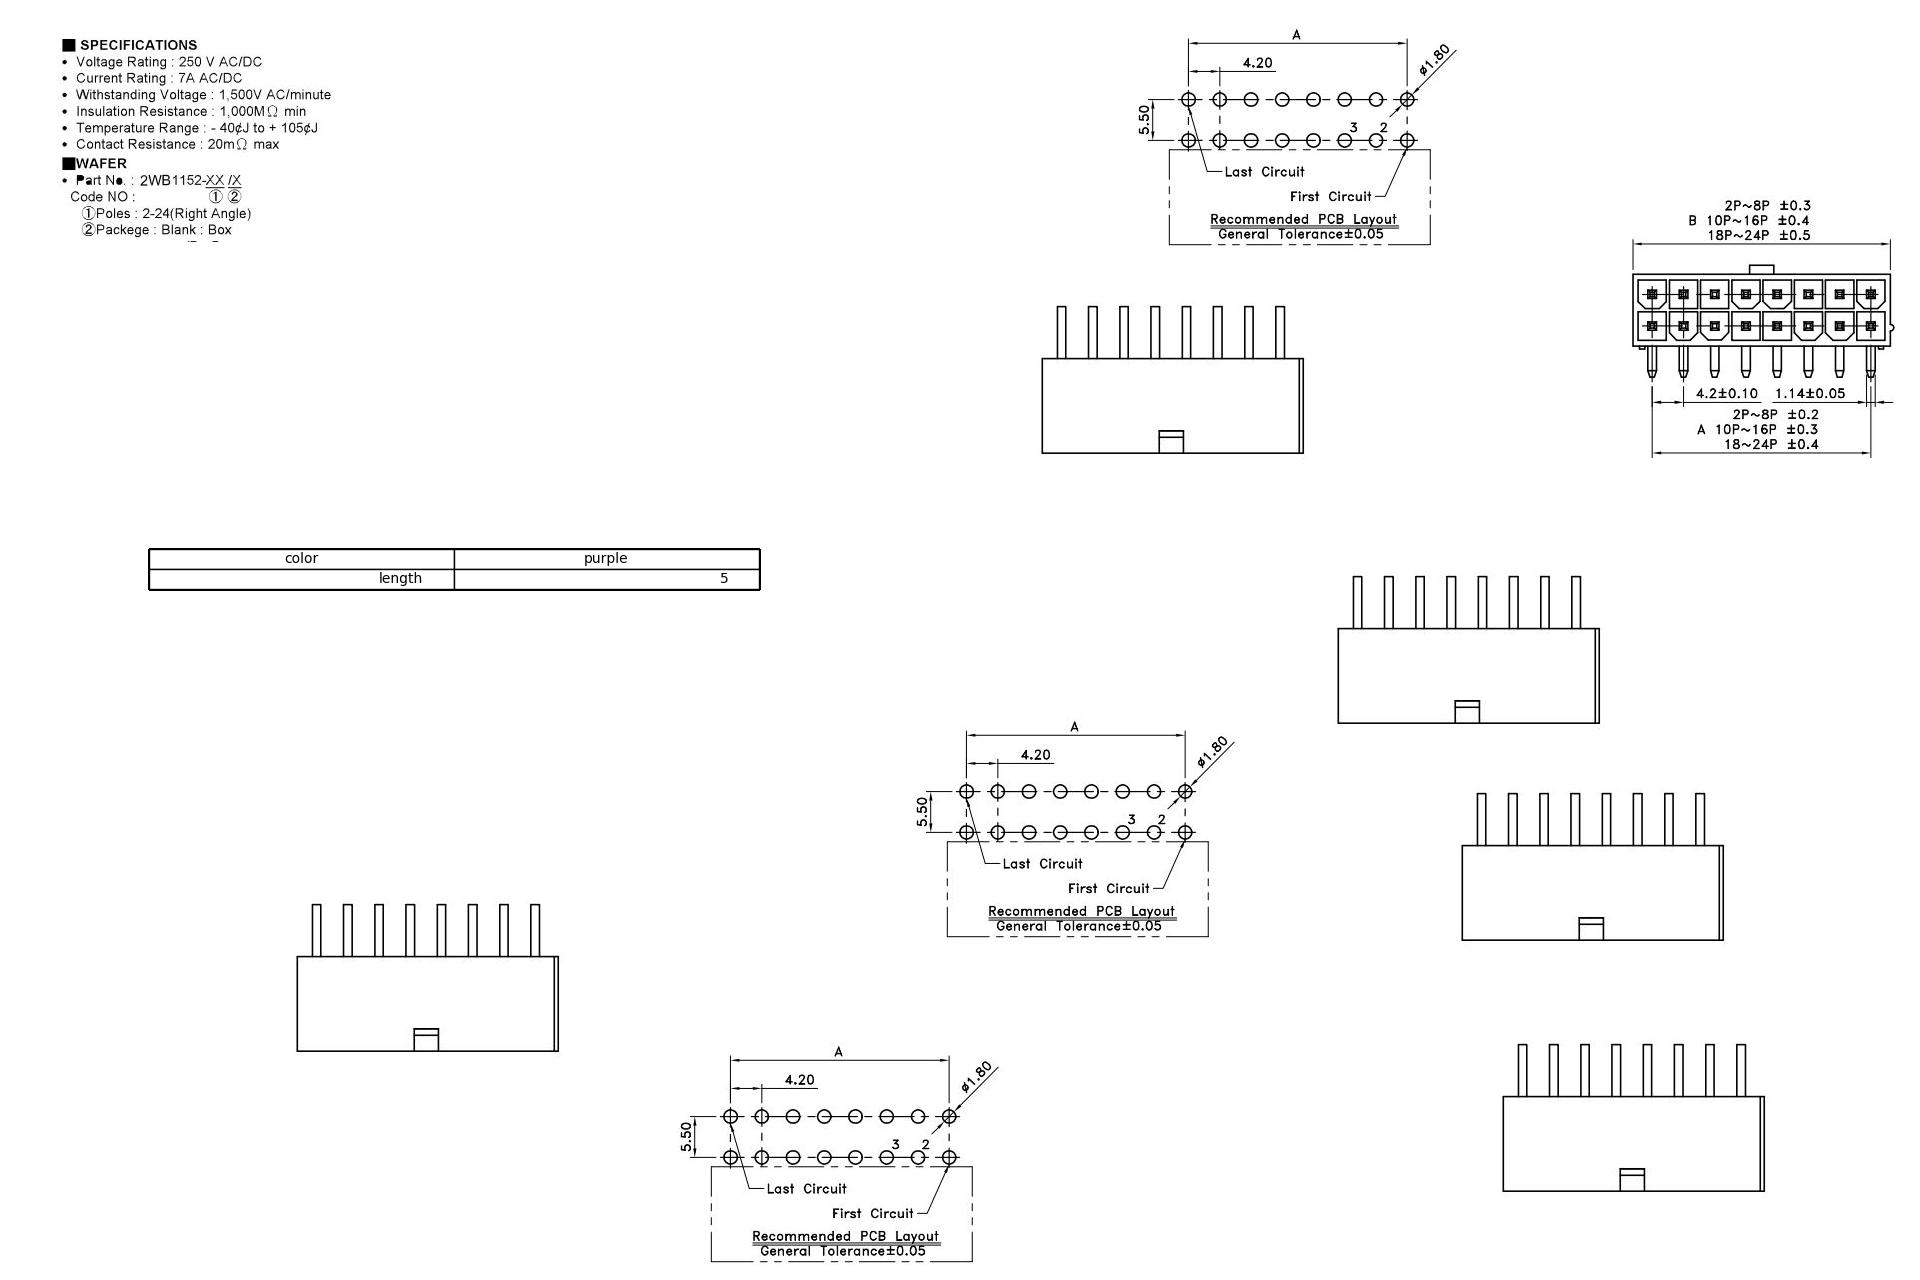 ■ SPECIFICATIONS
• Voltage Rating : 250 V AC/DC
• Current Rating : 7A AC/DC
• Withstanding Voltage : 1,500V AC/minute
• Insulation Resistance : 1,000MΩ min
• Temperature Range : - 40¢J to + 105¢J
• Contact Resistance : 20mΩ max
■WAFER
• Part No. : 2WB1152-XX /X
Code NO : ① ②
①Poles : 2-24(Right Angle)
②Packege : Blank : Box
A
4.20
ø1.80
5.50
3 2
Last Circuit
First Circuit
Recommended PCB Layout
General Tolerance±0.05
2P~8P ±0.3
B 10P~16P ±0.4
18P~24P ±0.5
4.2±0.10 1.14±0.05
2P~8P ±0.2
A 10P~16P ±0.3
18~24P ±0.4
color purple
length 5
A
4.20
ø1.80
5.50
3 2
Last Circuit
First Circuit
Recommended PCB Layout
General Tolerance±0.05
A
4.20
ø1.80
5.50
3 2
Last Circuit
First Circuit
Recommended PCB Layout
General Tolerance±0.05